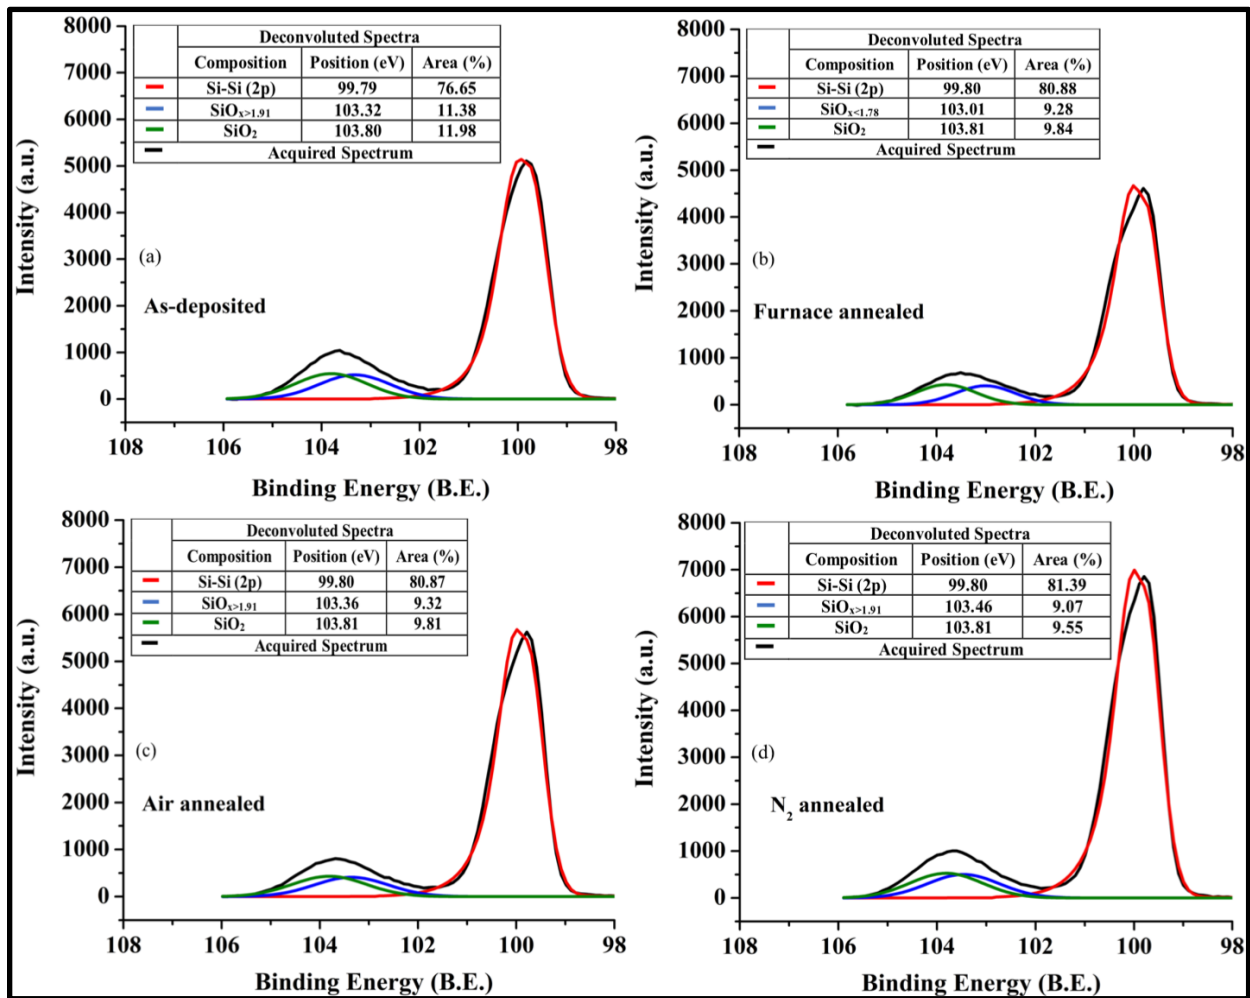 Deconvoluted Spectra
Composition Position (eV) Area (%)
Si-Si (2p) 99.79 76.65
SiOx>1.91 103.32 11.38
SiO2 103.80 11.98
Acquired Spectrum
8000
7000
6000
5000
4000
3000
2000
1000
0
Intensity (a.u.)
(a)
As-deposited
108 106 104 102 100 98
Binding Energy (B.E.)
Deconvoluted Spectra
Composition Position (eV) Area (%)
Si-Si (2p) 99.80 80.88
SiOx<1.78 103.01 9.28
SiO2 103.81 9.84
Acquired Spectrum
8000
7000
6000
5000
4000
3000
2000
1000
0
Intensity (a.u.)
(b)
Furnace annealed
108 106 104 102 100 98
Binding Energy (B.E.)
Deconvoluted Spectra
Composition Position (eV) Area (%)
Si-Si (2p) 99.80 80.87
SiOx>1.91 103.36 9.32
SiO2 103.81 9.81
Acquired Spectrum
8000
7000
6000
5000
4000
3000
2000
1000
0
Intensity (a.u.)
(c)
Air annealed
108 106 104 102 100 98
Binding Energy (B.E.)
Deconvoluted Spectra
Composition Position (eV) Area (%)
Si-Si (2p) 99.80 81.39
SiOx>1.91 103.46 9.07
SiO2 103.81 9.55
Acquired Spectrum
8000
7000
6000
5000
4000
3000
2000
1000
0
Intensity (a.u.)
(d)
N2 annealed
108 106 104 102 100 98
Binding Energy (B.E.)